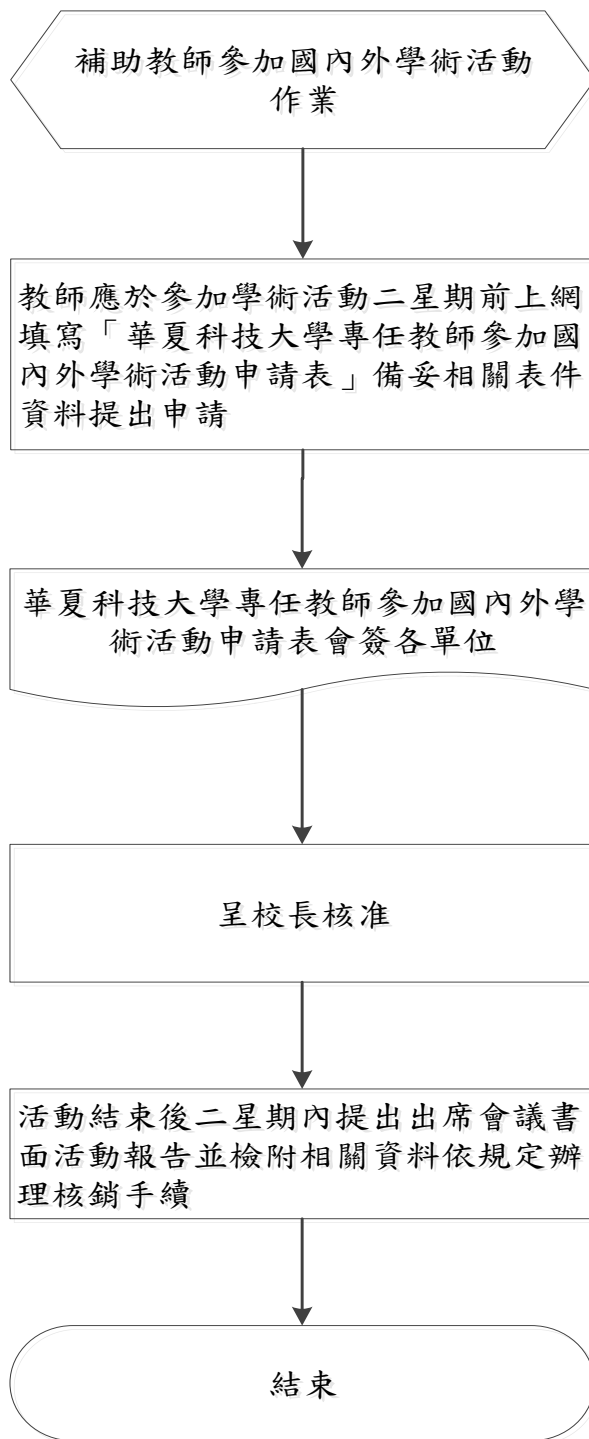 補助教師參加國內外學術活動
作業
教師應於參加學術活動二星期前上網
填寫「華夏科技大學專任教師參加國
內外學術活動申請表」備妥相關表件
資料提出申請
華夏科技大學專任教師參加國內外學
術活動申請表會簽各單位
呈校長核准
活動結束後二星期內提出出席會議書
面活動報告並檢附相關資料依規定辦
理核銷手續
結束